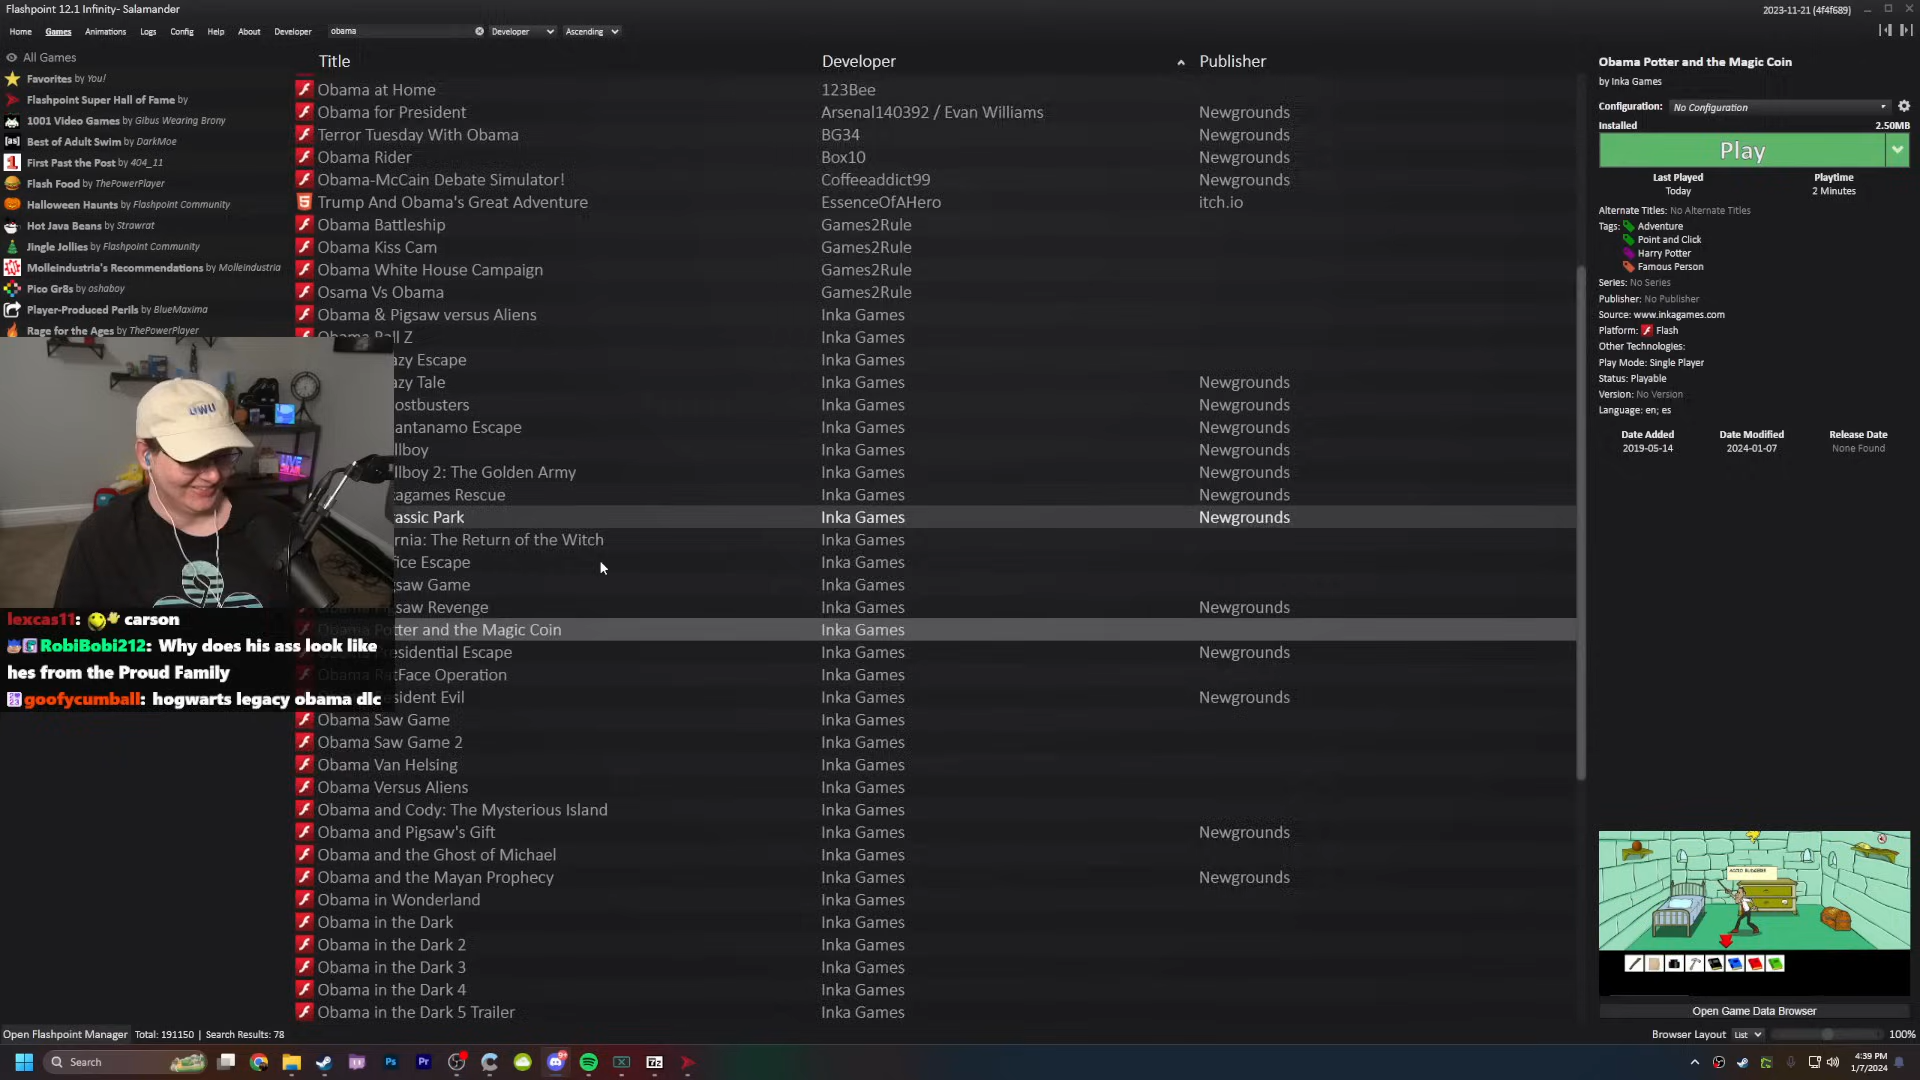 Flashpoint 12.1 Infinity- Salamander
2023-11-21 (4f4f689)
Home Games Animations Logs Config Help About Developer obama Developer Ascending
All Games
Favorites by You!
Flashpoint Super Hall of Fame by
1001 Video Games by Gibus Wearing Brony
Best of Adult Swim by DarkMoe
First Past the Post by 404_11
Flash Food by ThePowerPlayer
Halloween Haunts by Flashpoint Community
Hot Java Beans by Strawrat
Jingle Jollies by Flashpoint Community
Molleindustria's Recommendations by Molleindustria
Pico Gr8s by oshaboy
Player-Produced Perils by BlueMaxima
Rage for the Ages by ThePowerPlayer
Title Developer Publisher
Obama at Home 123Bee
Obama for President Arsenal140392 / Evan Williams Newgrounds
Terror Tuesday With Obama BG34 Newgrounds
Obama Rider Box10 Newgrounds
Obama-McCain Debate Simulator! Coffeeaddict99 Newgrounds
Trump And Obama's Great Adventure EssenceOfAHero itch.io
Obama Battleship Games2Rule
Obama Kiss Cam Games2Rule
Obama White House Campaign Games2Rule
Osama Vs Obama Games2Rule
Obama & Pigsaw versus Aliens Inka Games
Obama Ball Z Inka Games
azy Escape Inka Games
azy Tale Inka Games Newgrounds
ostbusters Inka Games Newgrounds
antanamo Escape Inka Games Newgrounds
llboy Inka Games Newgrounds
llboy 2: The Golden Army Inka Games Newgrounds
kagames Rescue Inka Games Newgrounds
rassic Park Inka Games Newgrounds
rnia: The Return of the Witch Inka Games
fice Escape Inka Games
gsaw Game Inka Games
Obama Pigsaw Revenge Inka Games Newgrounds
Obama Potter and the Magic Coin Inka Games
Obama Presidential Escape Inka Games Newgrounds
Obama RatFace Operation Inka Games
Resident Evil Inka Games Newgrounds
Obama Saw Game Inka Games
Obama Saw Game 2 Inka Games
Obama Van Helsing Inka Games
Obama Versus Aliens Inka Games
Obama and Cody: The Mysterious Island Inka Games
Obama and Pigsaw's Gift Inka Games Newgrounds
Obama and the Ghost of Michael Inka Games
Obama and the Mayan Prophecy Inka Games Newgrounds
Obama in Wonderland Inka Games
Obama in the Dark Inka Games
Obama in the Dark 2 Inka Games
Obama in the Dark 3 Inka Games
Obama in the Dark 4 Inka Games
Obama in the Dark 5 Trailer Inka Games
UWU
LIVE
lexcas11: carson
RobiBobi212: Why does his ass look like
hes from the Proud Family
goofycumball: hogwarts legacy obama dlc
Obama Potter and the Magic Coin
by Inka Games
Configuration: No Configuration
Installed 2.50MB
Play
Last Played Playtime
Today 2 Minutes
Alternate Titles: No Alternate Titles
Tags: Adventure
Point and Click
Harry Potter
Famous Person
Series: No Series
Publisher: No Publisher
Source: www.inkagames.com
Platform: Flash
Other Technologies:
Play Mode: Single Player
Status: Playable
Version: No Version
Language: en; es
Date Added Date Modified Release Date
2019-05-14 2024-01-07 None Found
Open Game Data Browser
Open Flashpoint Manager Total: 191150 | Search Results: 78
Browser Layout List 100%
Search
Ps
Pr
7z
4:39 PM
1/7/2024